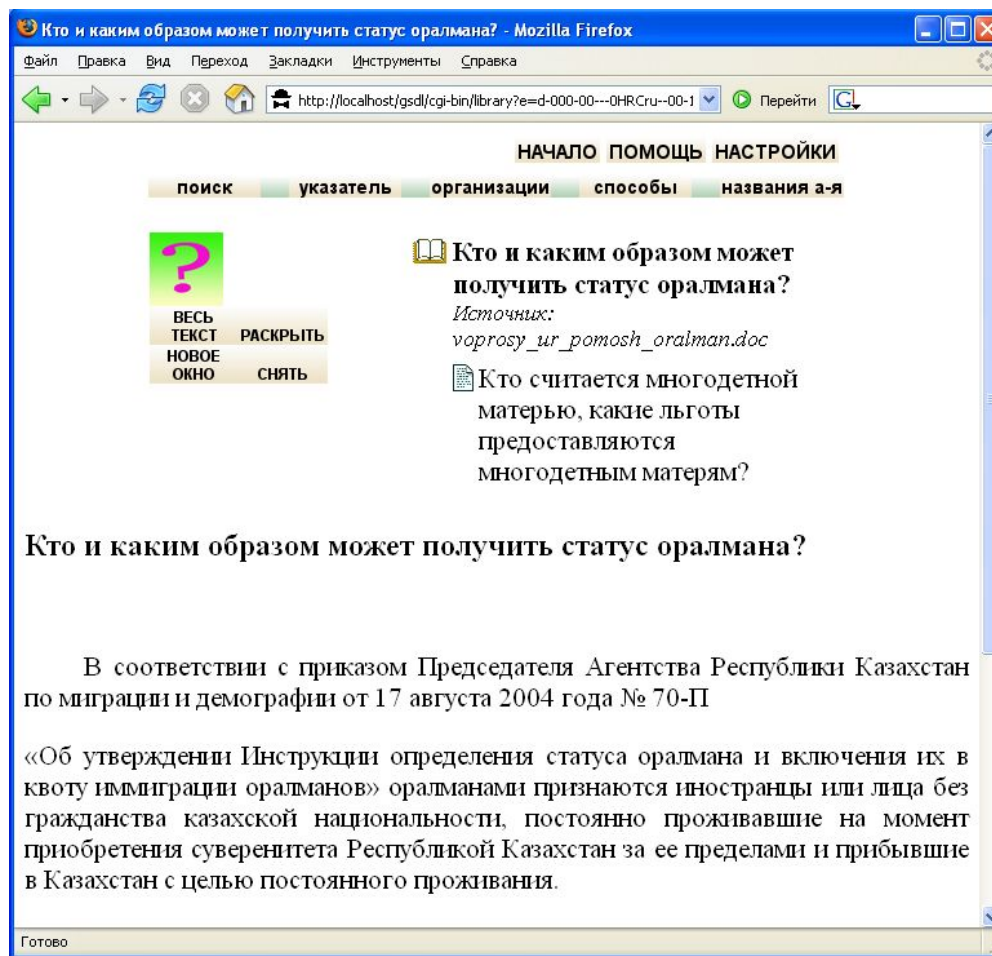 Кто и каким образом может получить статус оралмана? - Mozilla Firefox
Файл Правка Вид Переход Закладки Инструменты Справка
http://localhost/gsdl/cgi-bin/library?e=d-000-00---0HRCru--00-1 Перейти G
НАЧАЛО ПОМОЩЬ НАСТРОЙКИ
поиск указатель организации способы названия а-я
?
ВЕСЬ ТЕКСТ РАСКРЫТЬ
НОВОЕ ОКНО СНЯТЬ
Кто и каким образом может
получить статус оралмана?
Источник:
voprosy_ur_pomosh_oralman.doc
Кто считается многодетной
матерью, какие льготы
предоставляются
многодетным матерям?
Кто и каким образом может получить статус оралмана?
В соответствии с приказом Председателя Агентства Республики Казахстан
по миграции и демографии от 17 августа 2004 года № 70-П
«Об утверждении Инструкции определения статуса оралмана и включения их в
квоту иммиграции оралманов» оралманами признаются иностранцы или лица без
гражданства казахской национальности, постоянно проживавшие на момент
приобретения суверенитета Республикой Казахстан за ее пределами и прибывшие
в Казахстан с целью постоянного проживания.
Готово